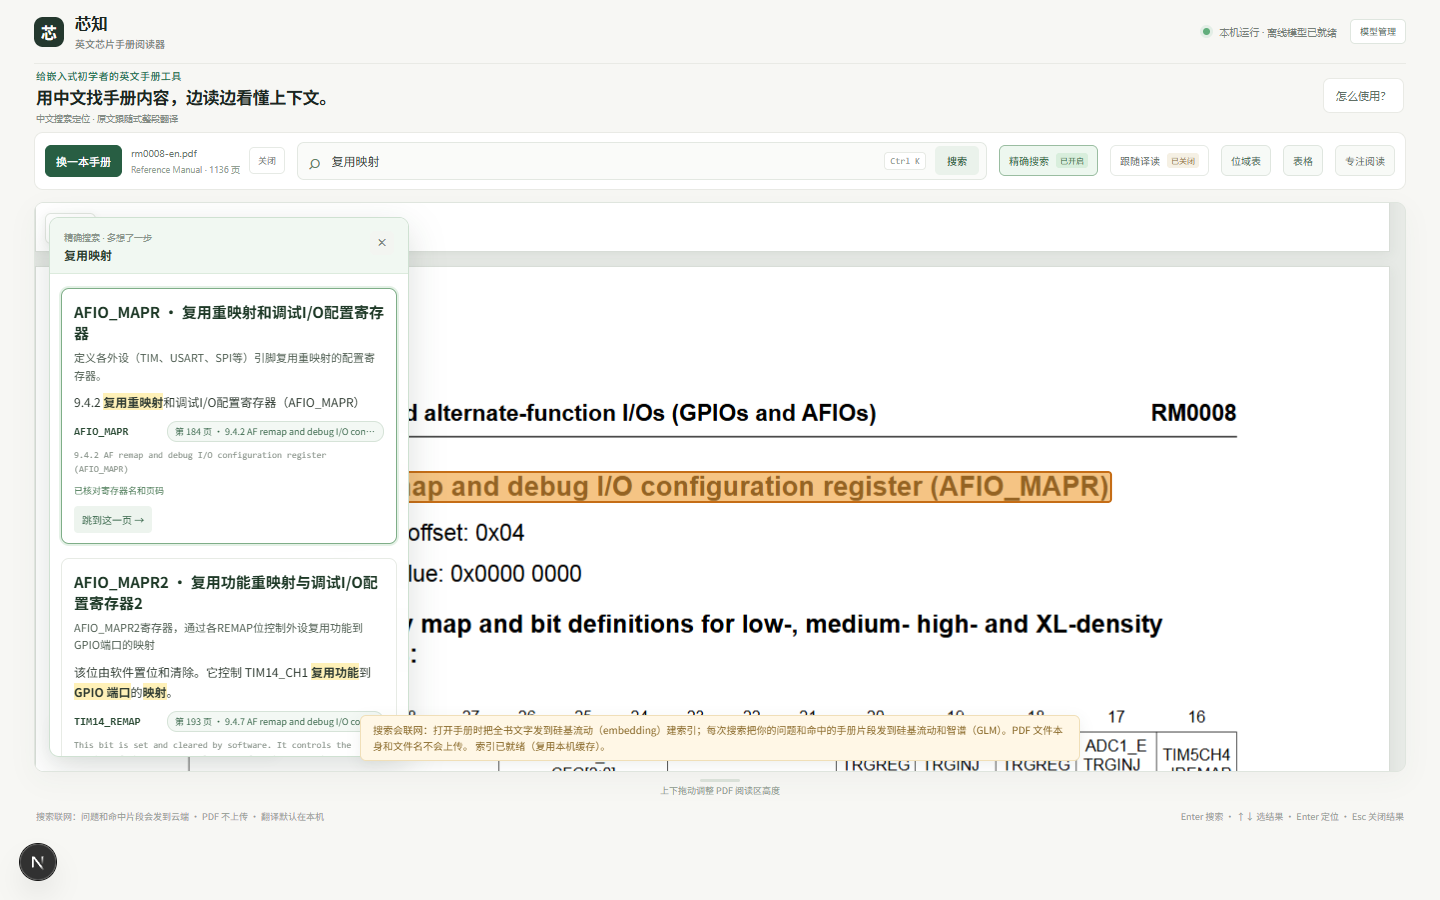 芯
芯知
英文芯片手册阅读器
本机运行 · 离线模型已就绪
模型管理
给嵌入式初学者的英文手册工具
用中文找手册内容，边读边看懂上下文。
中文搜索定位 · 原文跟随式整段翻译
怎么使用？
换一本手册
rm0008-en.pdf
Reference Manual · 1136 页
关闭
复用映射
Ctrl K
搜索
精确搜索 已开启
跟随译读 已关闭
位域表
表格
专注阅读
精确搜索 · 多想了一步
复用映射
×
AFIO_MAPR · 复用重映射和调试I/O配置寄存
器
定义各外设（TIM、USART、SPI等）引脚复用重映射的配置寄
存器。
9.4.2 复用重映射和调试I/O配置寄存器（AFIO_MAPR）
AFIO_MAPR
第 184 页 · 9.4.2 AF remap and debug I/O con···
9.4.2 AF remap and debug I/O configuration register
(AFIO_MAPR)
已核对寄存器名和页码
跳到这一页 →
AFIO_MAPR2 · 复用功能重映射与调试I/O配
置寄存器2
AFIO_MAPR2寄存器，通过各REMAP位控制外设复用功能到
GPIO端口的映射
该位由软件置位和清除。它控制 TIM14_CH1 复用功能到
GPIO 端口的映射。
TIM14_REMAP
第 193 页 · 9.4.7 AF remap and debug I/O co
This bit is set and cleared by software. It controls the
d alternate-function I/Os (GPIOs and AFIOs)
RM0008
ap and debug I/O configuration register (AFIO_MAPR)
offset: 0x04
lue: 0x0000 0000
map and bit definitions for low-, medium- high- and XL-density
:
17
16
ADC1_E
TRGINJ
TIM5CH4
TRGREG
TRGINJ
TRGREG
搜索会联网：打开手册时把全书文字发到硅基流动（embedding）建索引；每次搜索把你的问题和命中的手册片段发到硅基流动和智谱（GLM）。PDF 文件本
身和文件名不会上传。 索引已就绪（复用本机缓存）。
上下拖动调整 PDF 阅读区高度
搜索联网：问题和命中片段会发到云端 · PDF 不上传 · 翻译默认在本机
Enter 搜索 · ↑↓ 选结果 · Enter 定位 · Esc 关闭结果
N